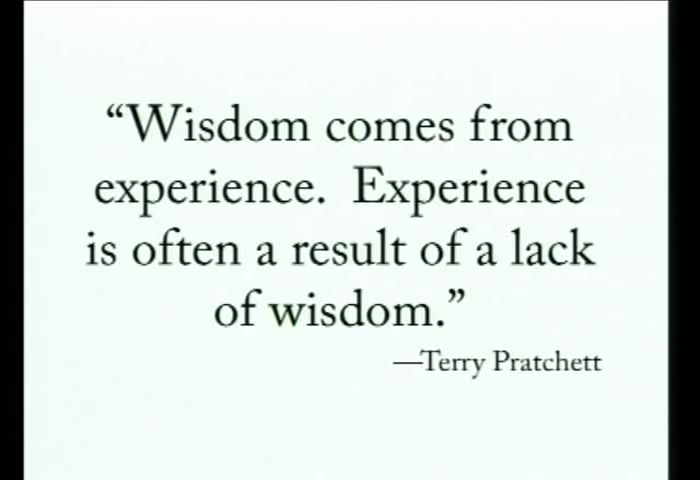 “Wisdom comes from
experience.  Experience
is often a result of a lack
of wisdom.”
—Terry Pratchett